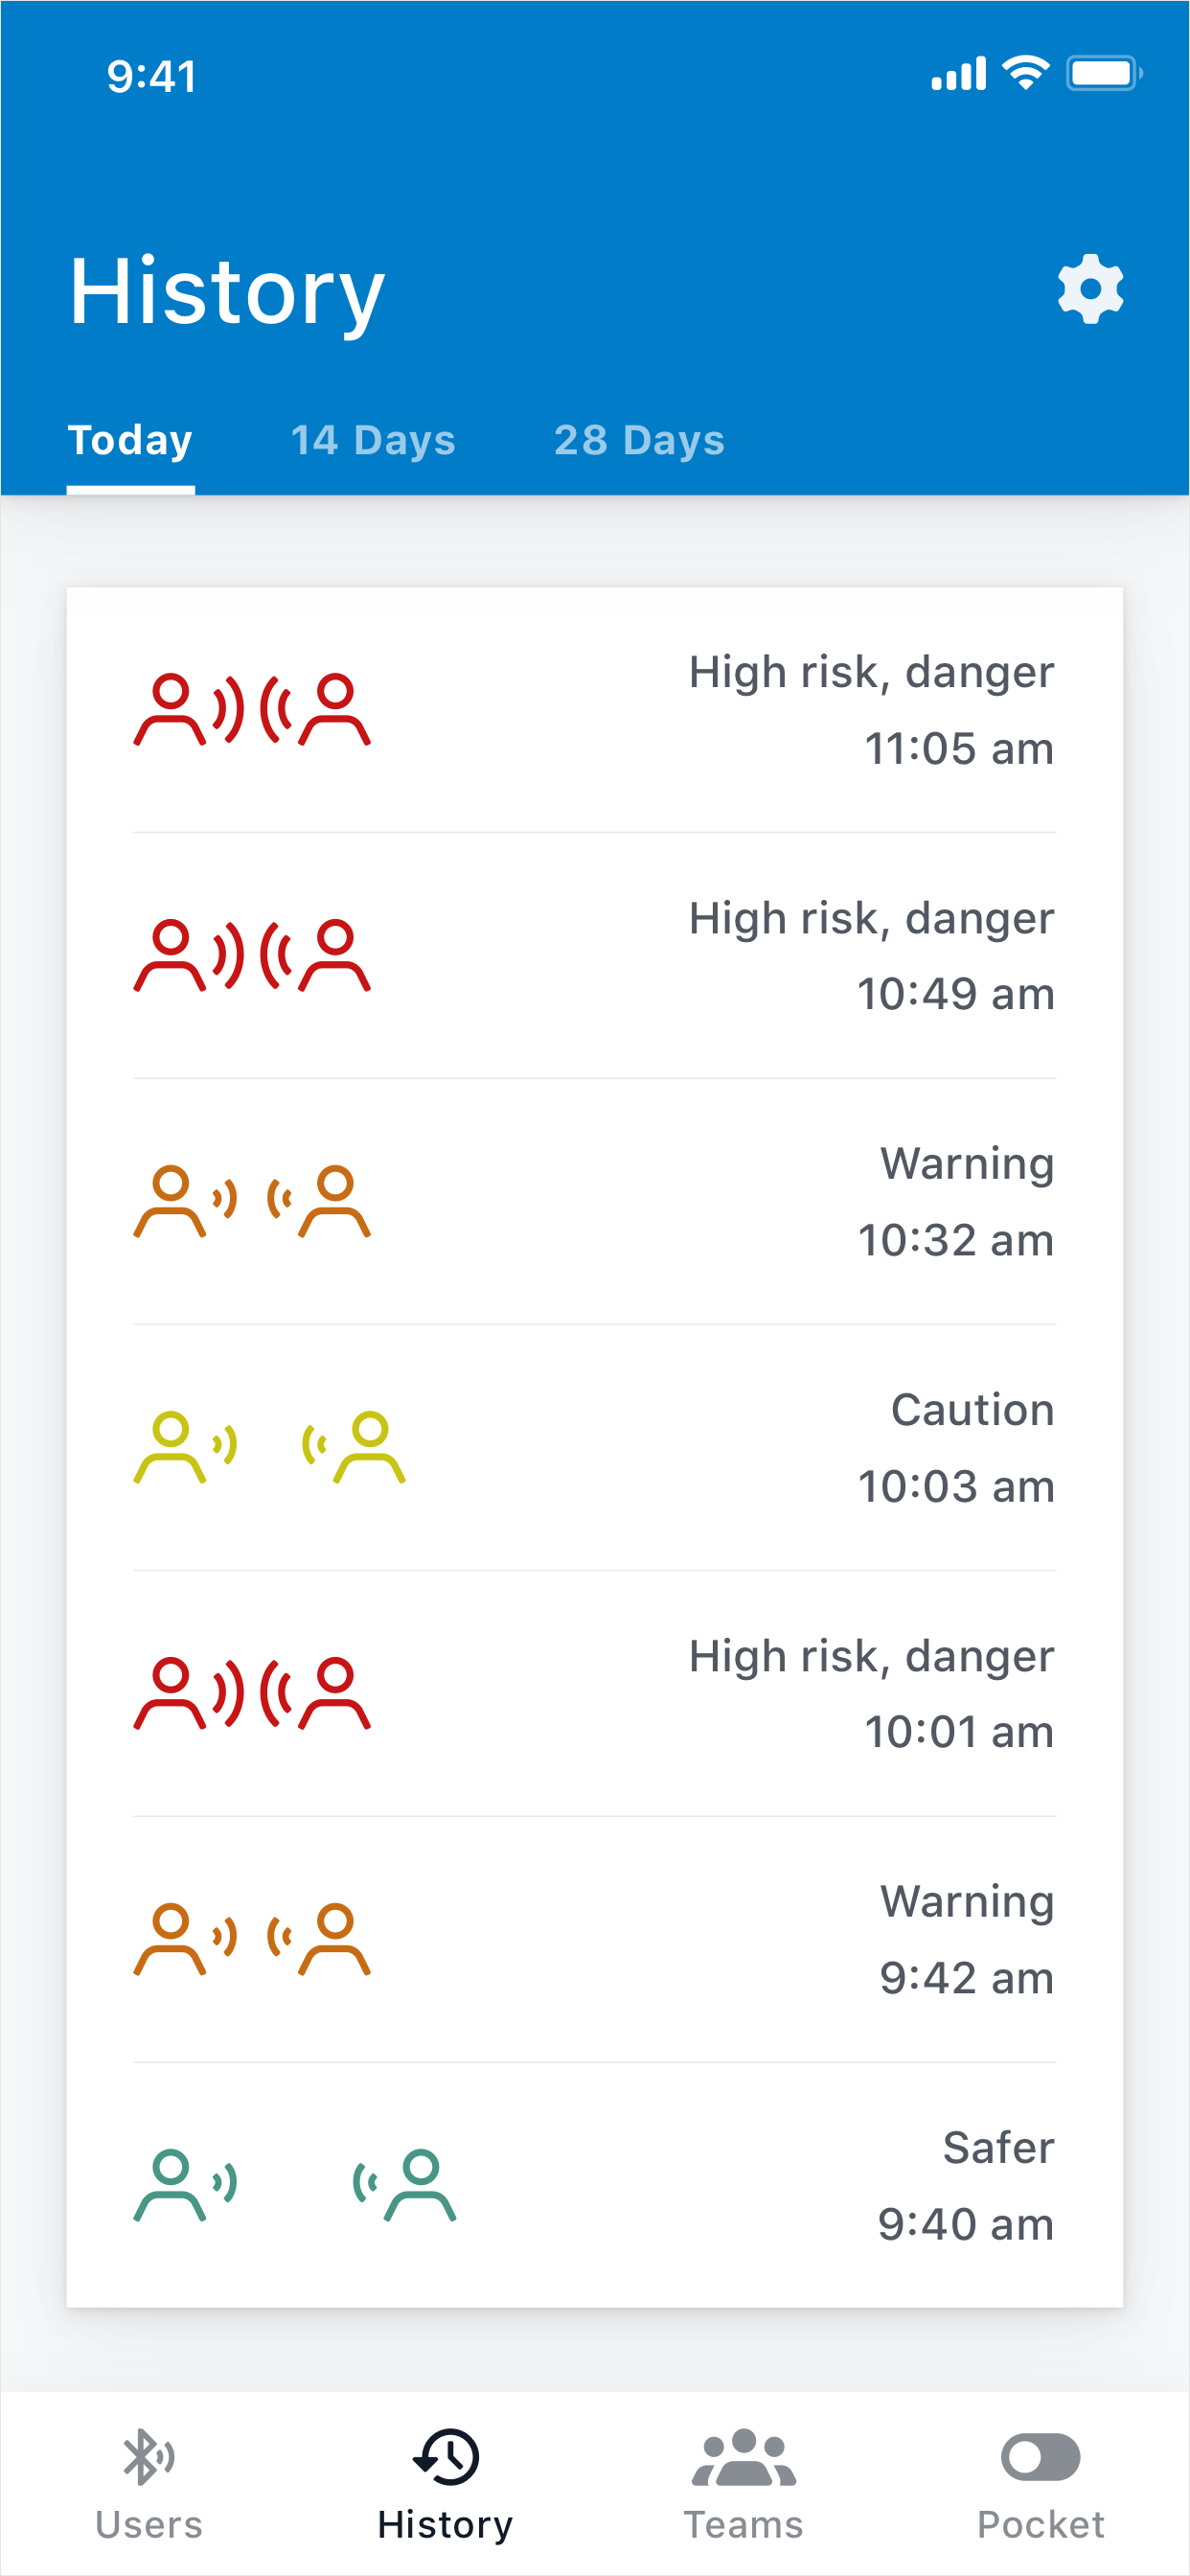 9:41
History
Today 14 Days 28 Days
High risk, danger
11:05 am
High risk, danger
10:49 am
Warning
10:32 am
Caution
10:03 am
High risk, danger
10:01 am
Warning
9:42 am
Safer
9:40 am
Users History Teams Pocket